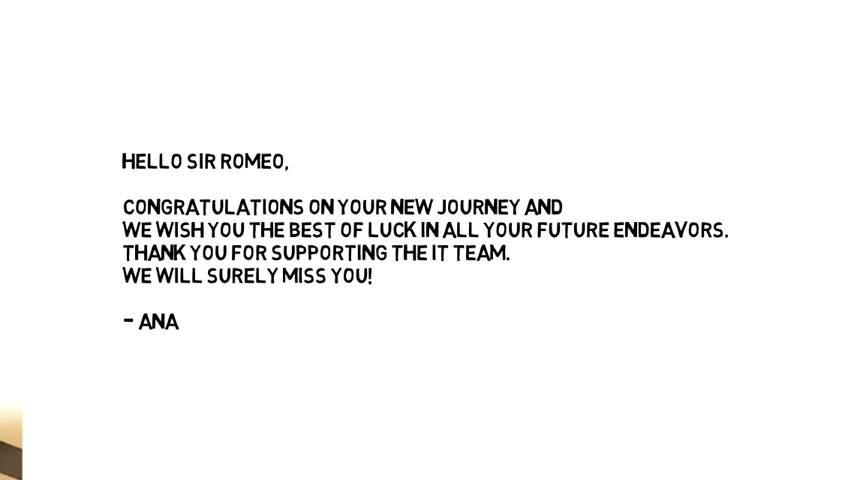 HELLO SIR ROMEO,
CONGRATULATIONS ON YOUR NEW JOURNEY AND
WE WISH YOU THE BEST OF LUCK IN ALL YOUR FUTURE ENDEAVORS.
THANK YOU FOR SUPPORTING THE IT TEAM.
WE WILL SURELY MISS YOU!
- ANA